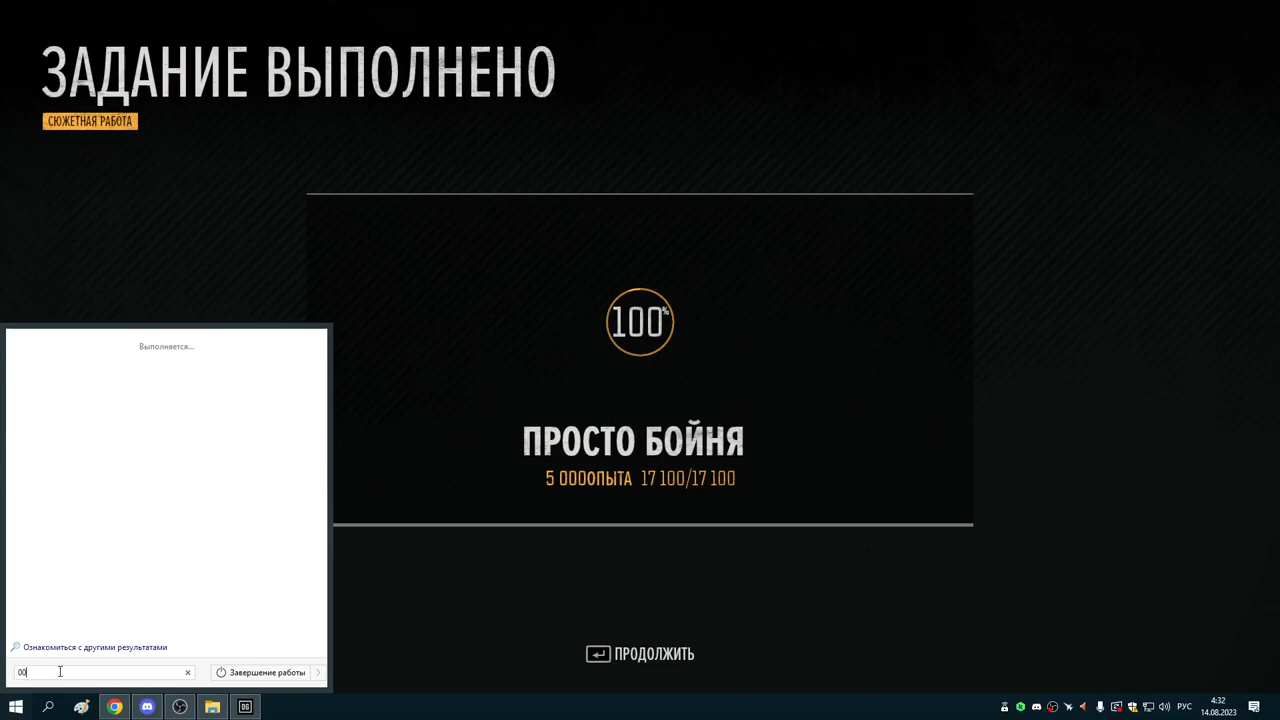 ЗАДАНИЕ ВЫПОЛНЕНО
СЮЖЕТНАЯ РАБОТА
100%
ПРОСТО БОЙНЯ
5 000ОПЫТА 17 100/17 100
ПРОДОЛЖИТЬ
Выполняется...
Ознакомиться с другими результатами
00
Завершение работы
DG
РУС
4:32
14.08.2023